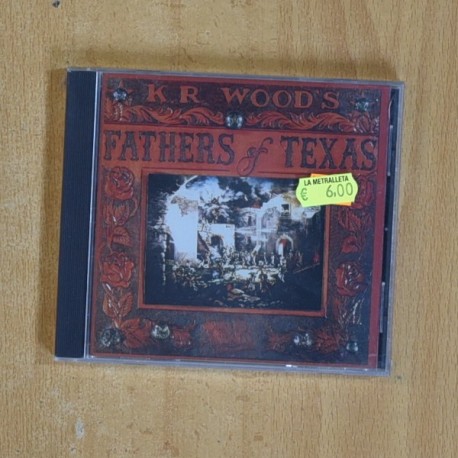 K R WOOD'S
FATHERS of TEXAS
LA METRALLETA
€ 6,00